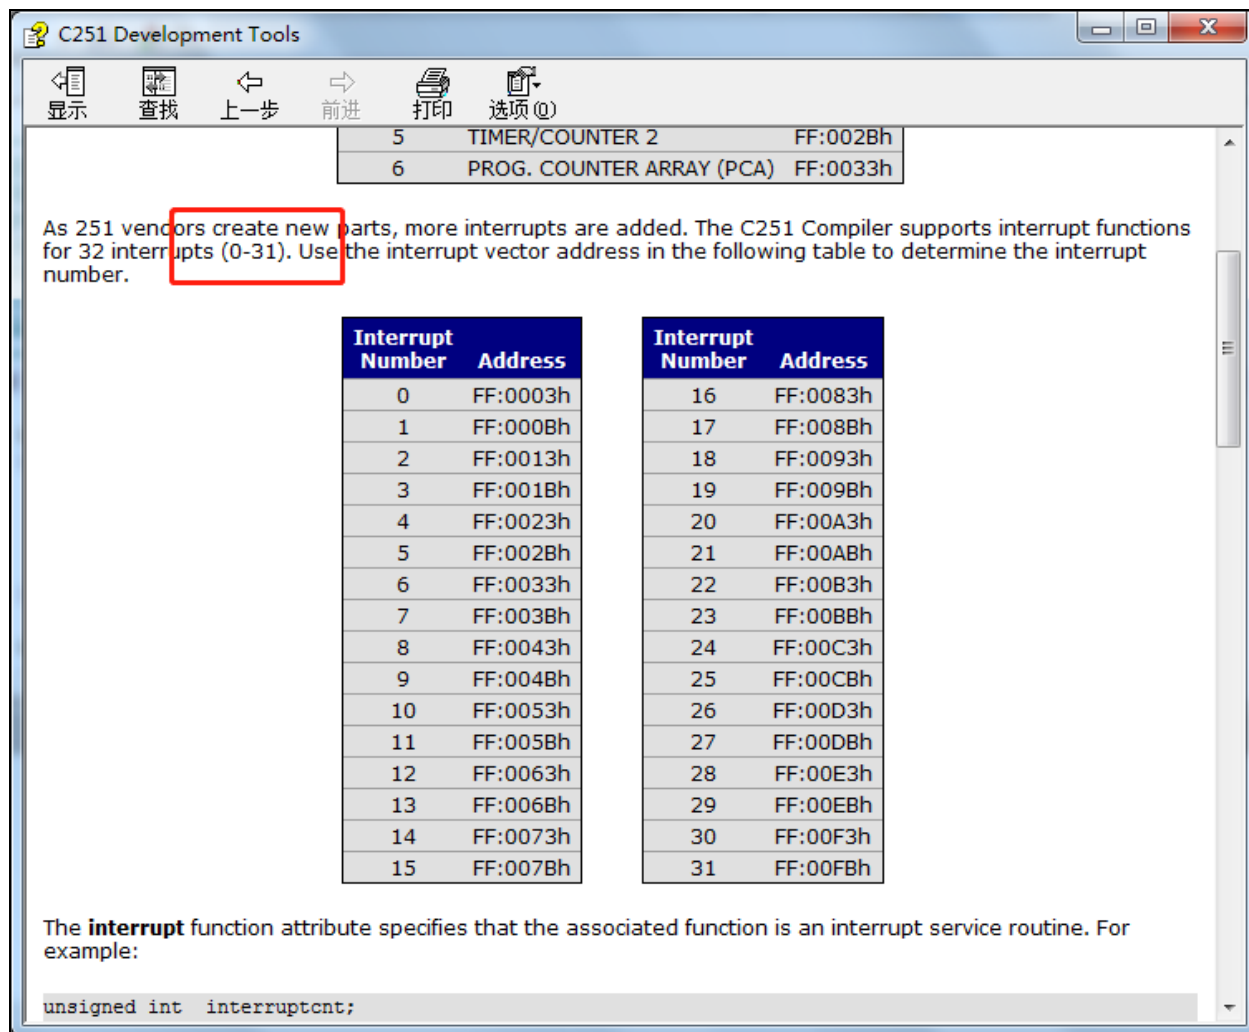 C251 Development Tools
显示 查找 上一步 前进 打印 选项(O)
5 TIMER/COUNTER 2 FF:002Bh
6 PROG. COUNTER ARRAY (PCA) FF:0033h
As 251 vendors create new parts, more interrupts are added. The C251 Compiler supports interrupt functions
for 32 interrupts (0-31). Use the interrupt vector address in the following table to determine the interrupt
number.
Interrupt Interrupt
Number Address Number Address
0 FF:0003h 16 FF:0083h
1 FF:000Bh 17 FF:008Bh
2 FF:0013h 18 FF:0093h
3 FF:001Bh 19 FF:009Bh
4 FF:0023h 20 FF:00A3h
5 FF:002Bh 21 FF:00ABh
6 FF:0033h 22 FF:00B3h
7 FF:003Bh 23 FF:00BBh
8 FF:0043h 24 FF:00C3h
9 FF:004Bh 25 FF:00CBh
10 FF:0053h 26 FF:00D3h
11 FF:005Bh 27 FF:00DBh
12 FF:0063h 28 FF:00E3h
13 FF:006Bh 29 FF:00EBh
14 FF:0073h 30 FF:00F3h
15 FF:007Bh 31 FF:00FBh
The interrupt function attribute specifies that the associated function is an interrupt service routine. For
example:
unsigned int interruptcnt;